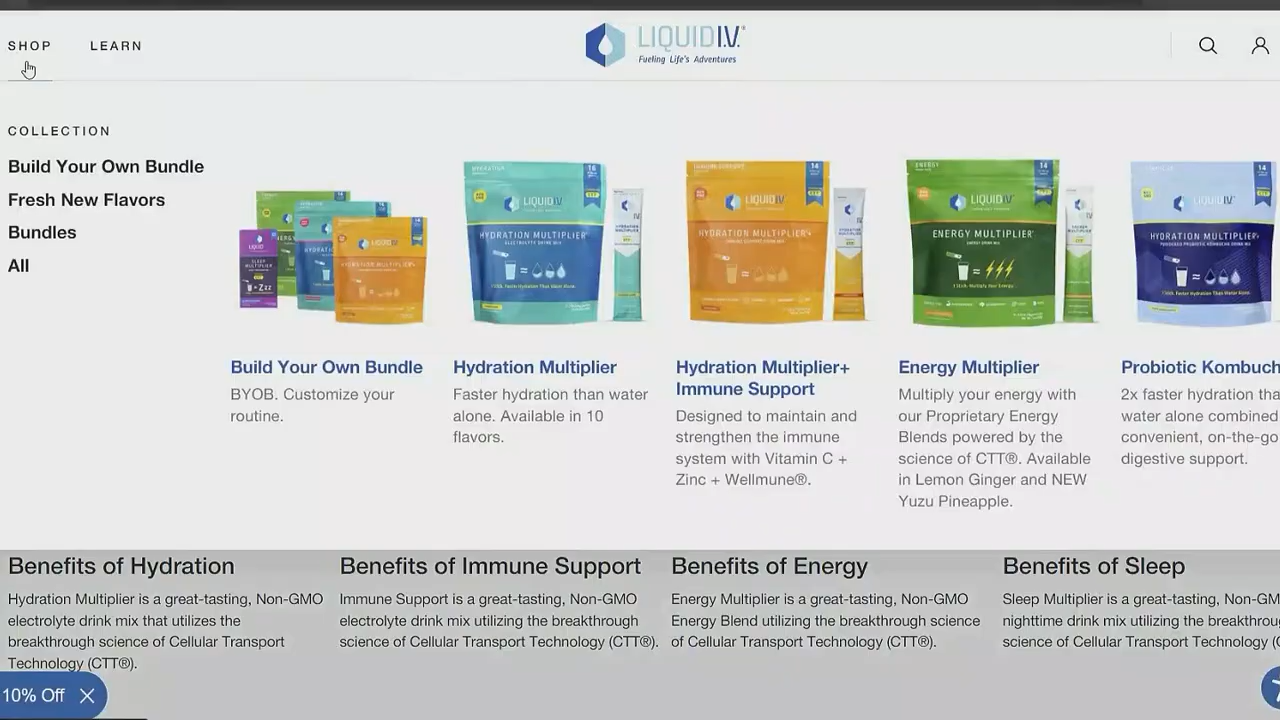 SHOP LEARN
LIQUID I.V.
Fueling Life's Adventures
COLLECTION
Build Your Own Bundle
Fresh New Flavors
Bundles
All
HYDRATION MULTIPLIER
ENERGY MULTIPLIER
HYDRATION MULTIPLIER
Build Your Own Bundle
BYOB. Customize your
routine.
Hydration Multiplier
Faster hydration than water
alone. Available in 10
flavors.
Hydration Multiplier+
Immune Support
Designed to maintain and
strengthen the immune
system with Vitamin C +
Zinc + Wellmune®.
Energy Multiplier
Multiply your energy with
our Proprietary Energy
Blends powered by the
science of CTT®. Available
in Lemon Ginger and NEW
Yuzu Pineapple.
Probiotic Kombuch
2x faster hydration tha
water alone combined
convenient, on-the-go
digestive support.
Benefits of Hydration
Hydration Multiplier is a great-tasting, Non-GMO
electrolyte drink mix that utilizes the
breakthrough science of Cellular Transport
Technology (CTT®).
Benefits of Immune Support
Immune Support is a great-tasting, Non-GMO
electrolyte drink mix utilizing the breakthrough
science of Cellular Transport Technology (CTT®).
Benefits of Energy
Energy Multiplier is a great-tasting, Non-GMO
Energy Blend utilizing the breakthrough science
of Cellular Transport Technology (CTT®).
Benefits of Sleep
Sleep Multiplier is a great-tasting, Non-GM
nighttime drink mix utilizing the breakthroug
science of Cellular Transport Technology (
10% Off